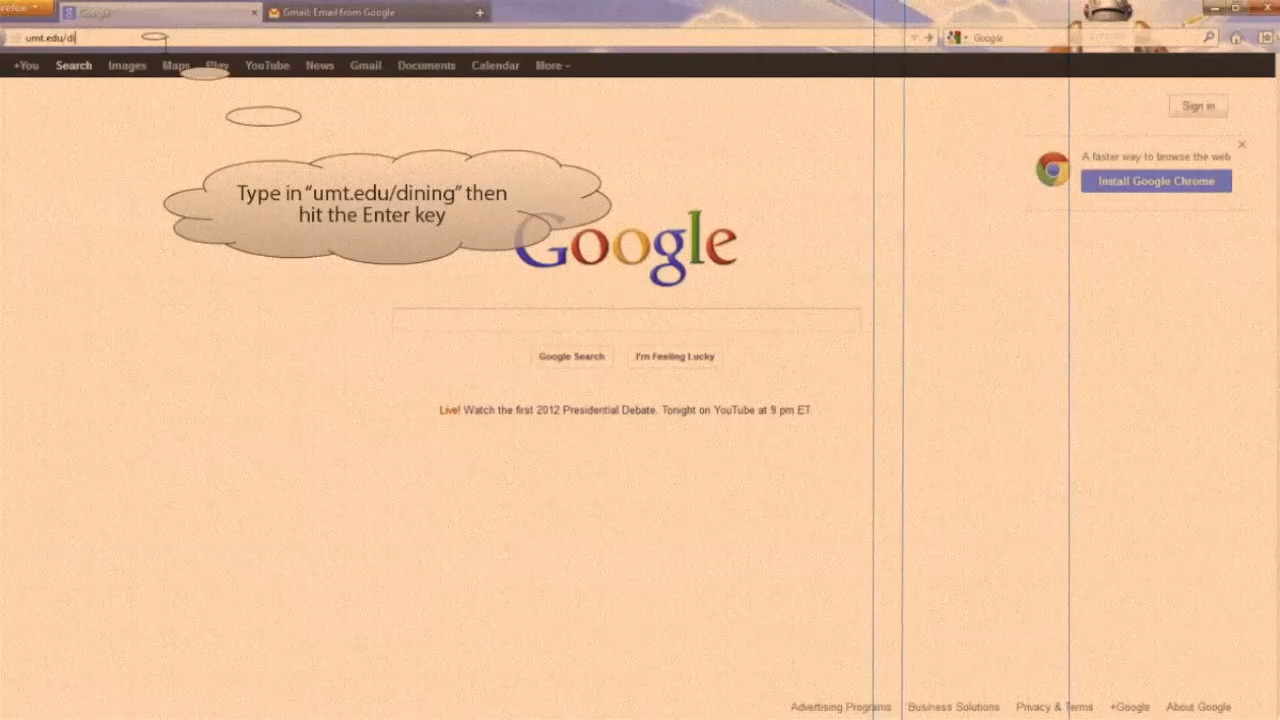 Google
Gmail: Email from Google
umt.edu/di
Google
+You Search Images Maps Play YouTube News Gmail Documents Calendar More
Sign in
A faster way to browse the web
Install Google Chrome
Type in “umt.edu/dining” then
hit the Enter key
Google
Google Search I'm Feeling Lucky
Live! Watch the first 2012 Presidential Debate. Tonight on YouTube at 9 pm ET
Advertising Programs Business Solutions Privacy & Terms +Google About Google